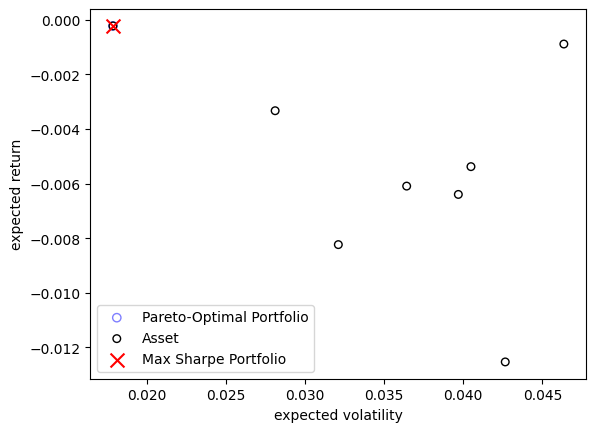 0.000
−0.002
−0.004
−0.006
−0.008
−0.010
−0.012
expected return
Pareto-Optimal Portfolio
Asset
Max Sharpe Portfolio
0.020 0.025 0.030 0.035 0.040 0.045
expected volatility